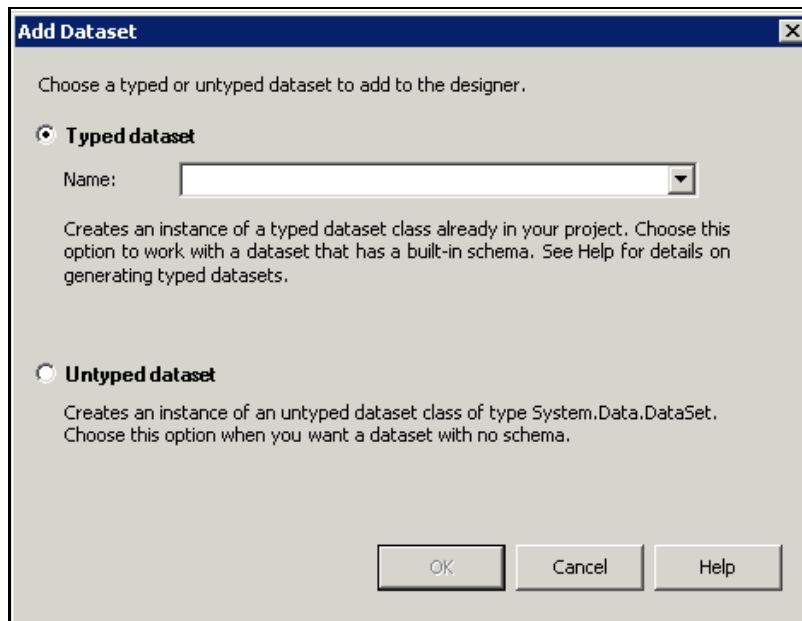 Add Dataset
Choose a typed or untyped dataset to add to the designer.
Typed dataset
Name:
Creates an instance of a typed dataset class already in your project. Choose this
option to work with a dataset that has a built-in schema. See Help for details on
generating typed datasets.
Untyped dataset
Creates an instance of an untyped dataset class of type System.Data.DataSet.
Choose this option when you want a dataset with no schema.
OK Cancel Help